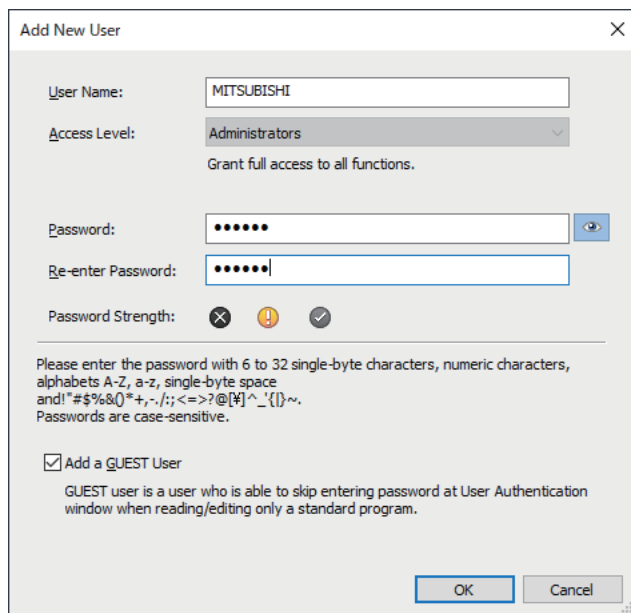 Add New User
User Name: MITSUBISHI
Access Level: Administrators
Grant full access to all functions.
Password: ••••••
Re-enter Password: ••••••
Password Strength:
Please enter the password with 6 to 32 single-byte characters, numeric characters,
alphabets A-Z, a-z, single-byte space
and!"#$%&()*+,-./:;<=>?@[¥]^_'{|}~.
Passwords are case-sensitive.
Add a GUEST User
GUEST user is a user who is able to skip entering password at User Authentication
window when reading/editing only a standard program.
OK Cancel